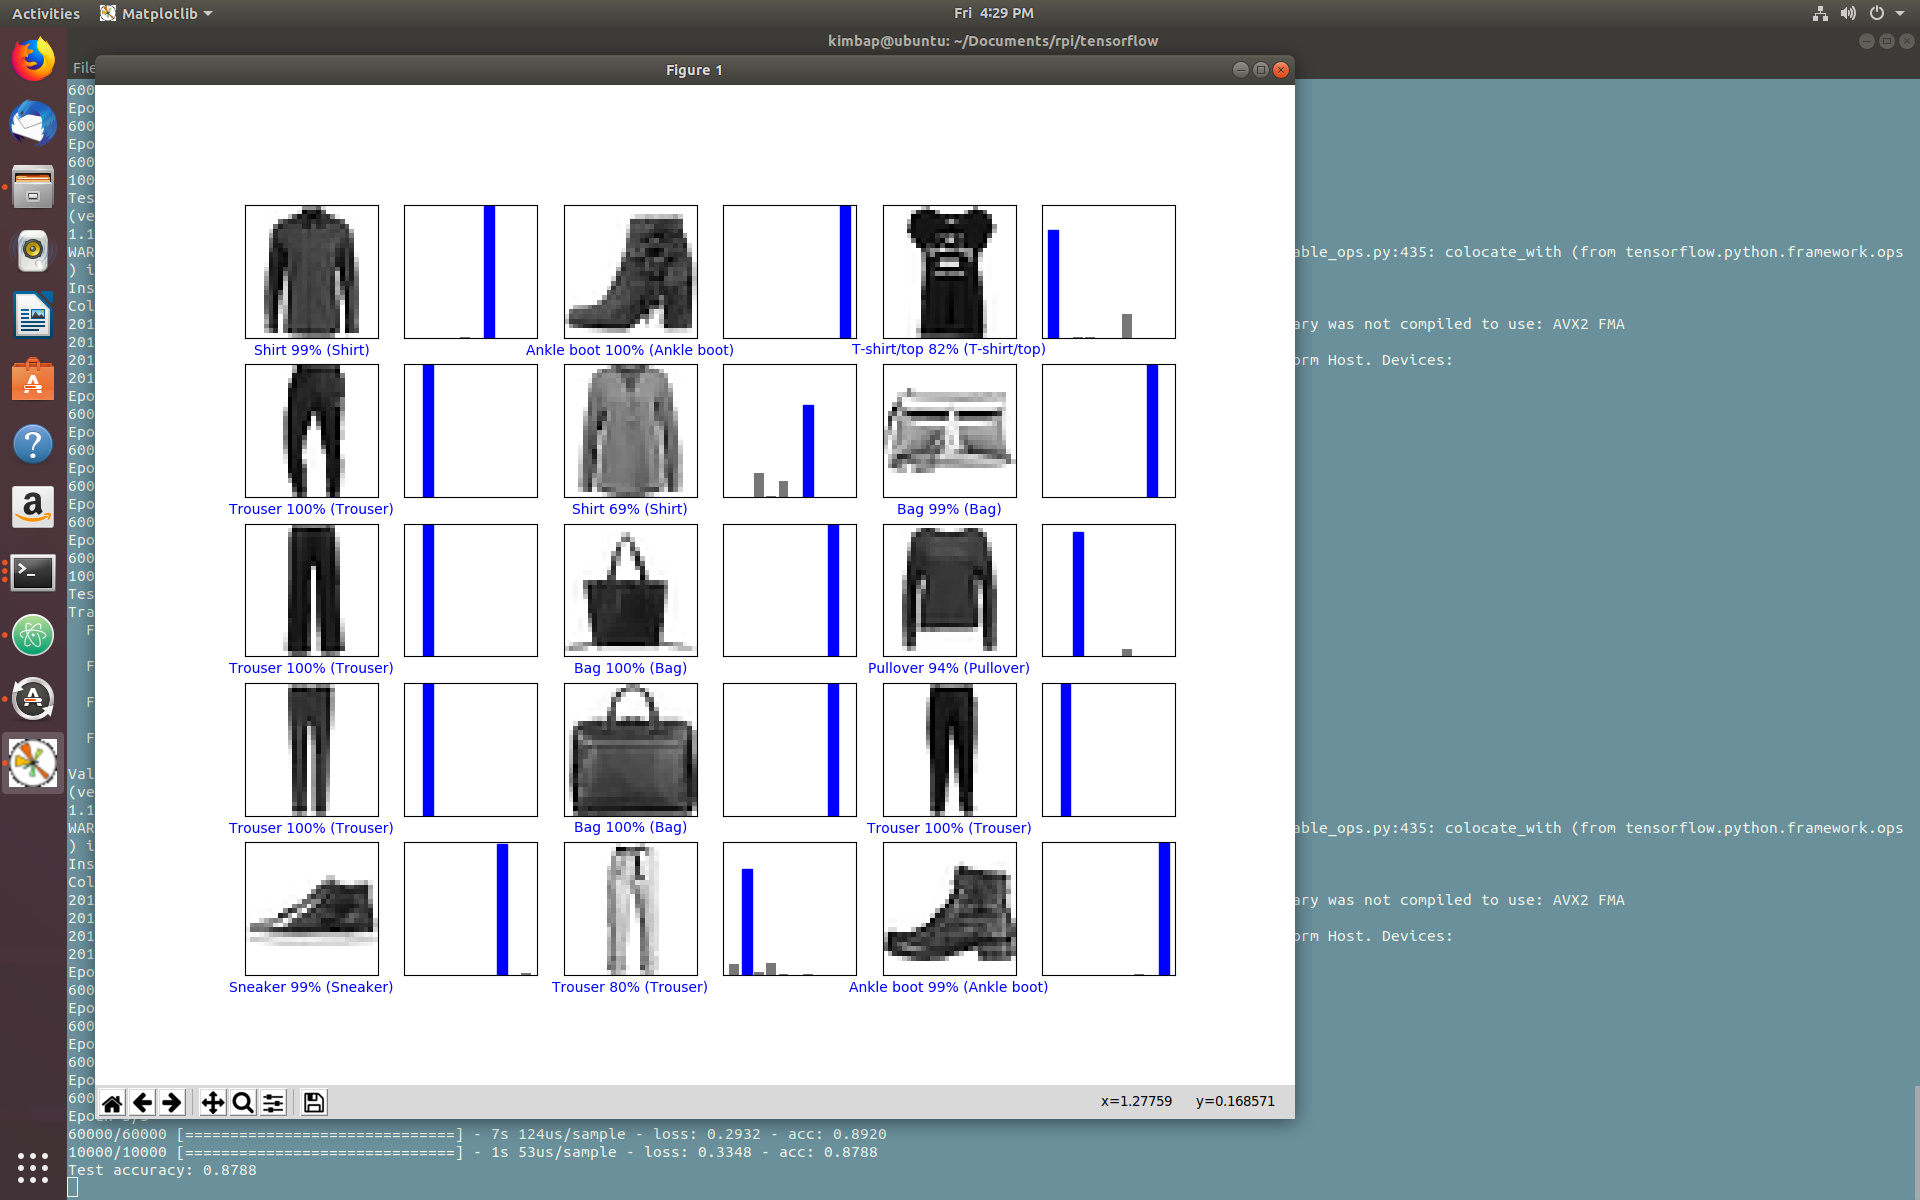 Activities Matplotlib Fri 4:29 PM
kimbap@ubuntu: ~/Documents/rpi/tensorflow
File
Figure 1
600
Epo
600
Epo
600
100
Tes
(ve
1.1
WAR able_ops.py:435: colocate_with (from tensorflow.python.framework.ops
) i
Ins
Col
201 ary was not compiled to use: AVX2 FMA
201
201 orm Host. Devices:
201
Epo
600
Epo
600
Epo
600
Epo
600
Epo
600
100
Tes
Tra
F
F
F
F
Val
(ve
1.1
WAR able_ops.py:435: colocate_with (from tensorflow.python.framework.ops
) i
Ins
Col
201 ary was not compiled to use: AVX2 FMA
201
201 orm Host. Devices:
201
Epo
600
Epo
600
Epo
600
Epo
600
Shirt 99% (Shirt) Ankle boot 100% (Ankle boot) T-shirt/top 82% (T-shirt/top)
Trouser 100% (Trouser) Shirt 69% (Shirt) Bag 99% (Bag)
Trouser 100% (Trouser) Bag 100% (Bag) Pullover 94% (Pullover)
Trouser 100% (Trouser) Bag 100% (Bag) Trouser 100% (Trouser)
Sneaker 99% (Sneaker) Trouser 80% (Trouser) Ankle boot 99% (Ankle boot)
x=1.27759 y=0.168571
60000/60000 [==============================] - 7s 124us/sample - loss: 0.2932 - acc: 0.8920
10000/10000 [==============================] - 1s 53us/sample - loss: 0.3348 - acc: 0.8788
Test accuracy: 0.8788